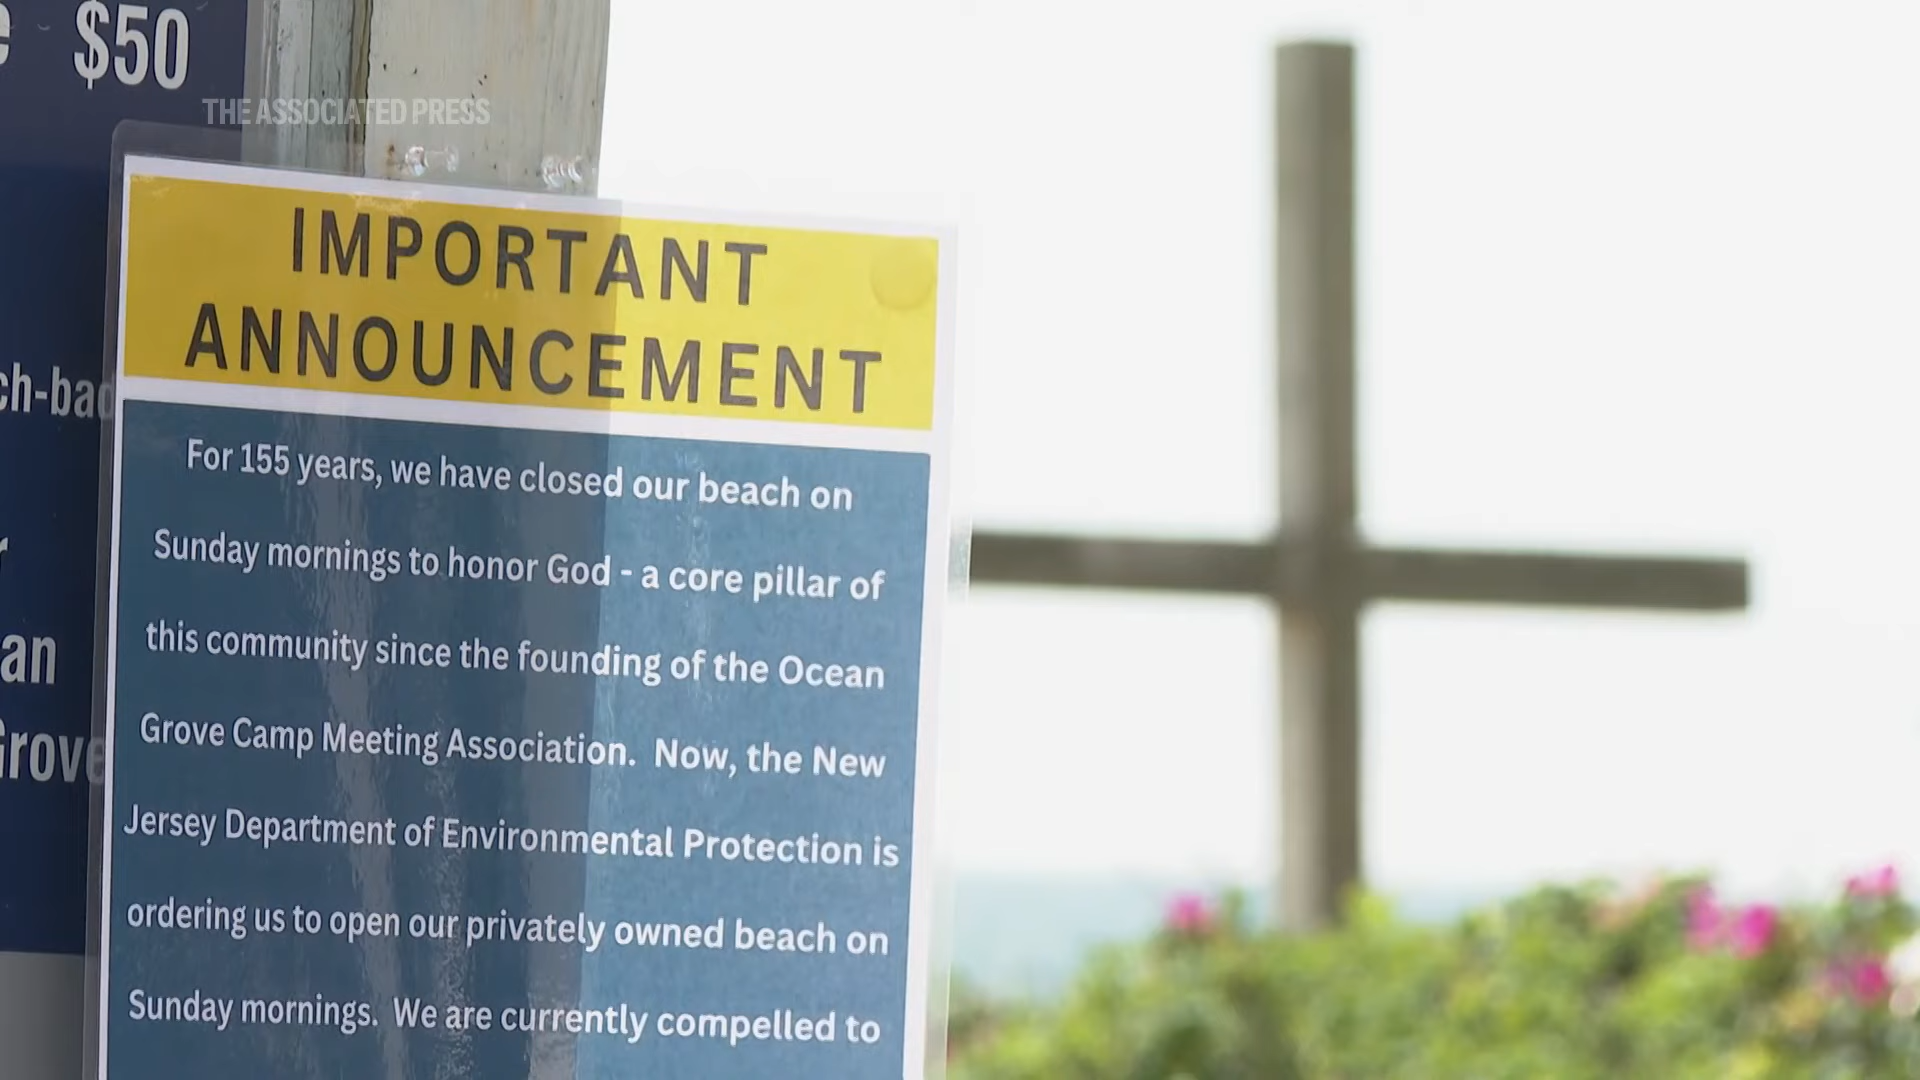 $50
THE ASSOCIATED PRESS
IMPORTANT
ANNOUNCEMENT
For 155 years, we have closed our beach on
Sunday mornings to honor God - a core pillar of
this community since the founding of the Ocean
Grove Camp Meeting Association. Now, the New
Jersey Department of Environmental Protection is
ordering us to open our privately owned beach on
Sunday mornings. We are currently compelled to
ch-bad
an
Grove